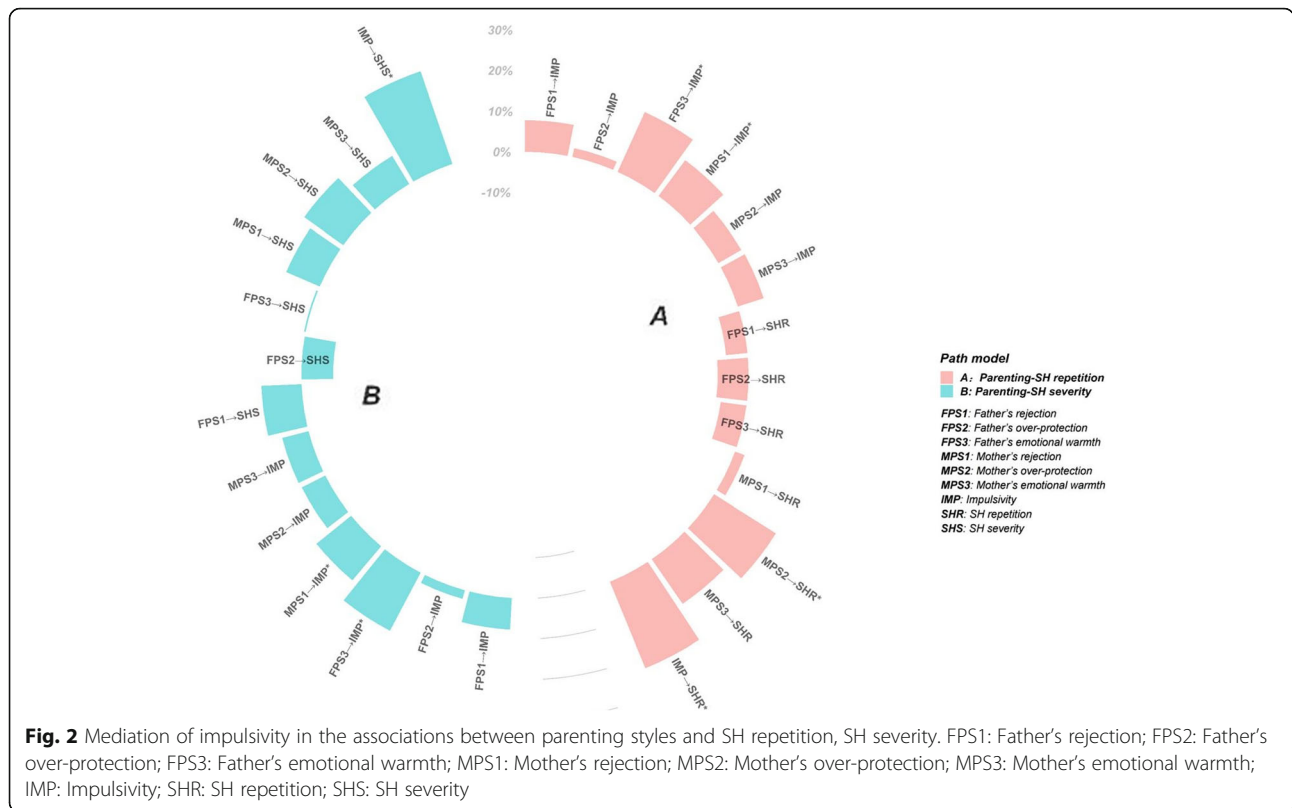 30%
20%
10%
0%
-10%
FPS1→IMP
FPS2→IMP
FPS3→IMP*
MPS1→IMP*
MPS2→IMP
MPS3→IMP
FPS1→SHR
FPS2→SHR
FPS3→SHR
MPS1→SHR
MPS2→SHR*
MPS3→SHR
IMP→SHR*
FPS1→IMP
FPS2→IMP
FPS3→IMP*
MPS1→IMP*
MPS2→IMP
MPS3→IMP
FPS1→SHS
FPS2→SHS
FPS3→SHS
MPS1→SHS
MPS2→SHS
MPS3→SHS
IMP→SHS*
A
B
Path model
A: Parenting-SH repetition
B: Parenting-SH severity
FPS1: Father's rejection
FPS2: Father's over-protection
FPS3: Father's emotional warmth
MPS1: Mother's rejection
MPS2: Mother's over-protection
MPS3: Mother's emotional warmth
IMP: Impulsivity
SHR: SH repetition
SHS: SH severity
Fig. 2 Mediation of impulsivity in the associations between parenting styles and SH repetition, SH severity. FPS1: Father's rejection; FPS2: Father's
over-protection; FPS3: Father's emotional warmth; MPS1: Mother's rejection; MPS2: Mother's over-protection; MPS3: Mother's emotional warmth;
IMP: Impulsivity; SHR: SH repetition; SHS: SH severity